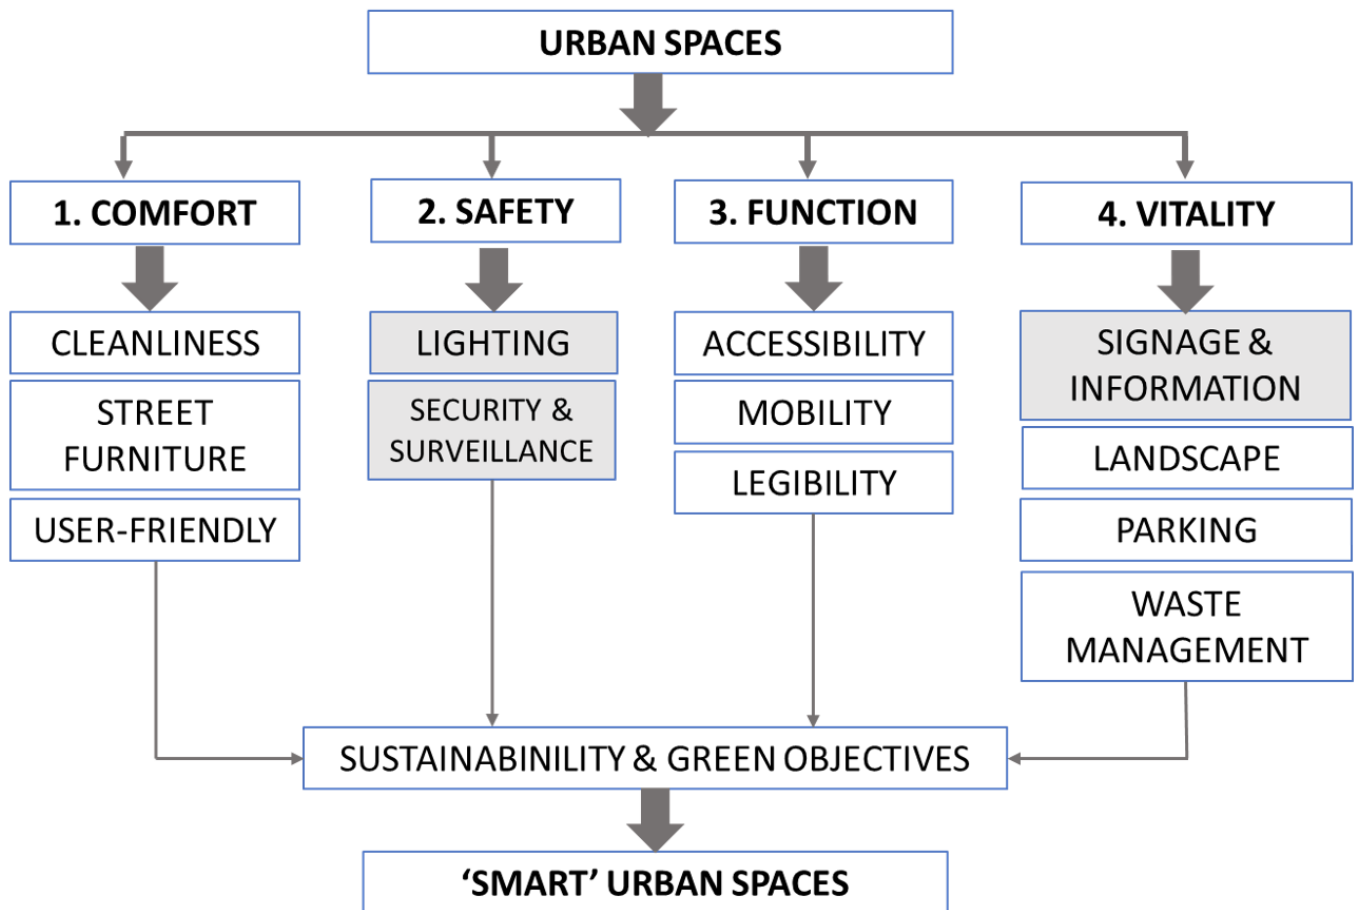 URBAN SPACES
1. COMFORT
2. SAFETY
3. FUNCTION
4. VITALITY
CLEANLINESS
STREET
FURNITURE
USER-FRIENDLY
LIGHTING
SECURITY &
SURVEILLANCE
ACCESSIBILITY
MOBILITY
LEGIBILITY
SIGNAGE &
INFORMATION
LANDSCAPE
PARKING
WASTE
MANAGEMENT
SUSTAINABINILITY & GREEN OBJECTIVES
‘SMART’ URBAN SPACES